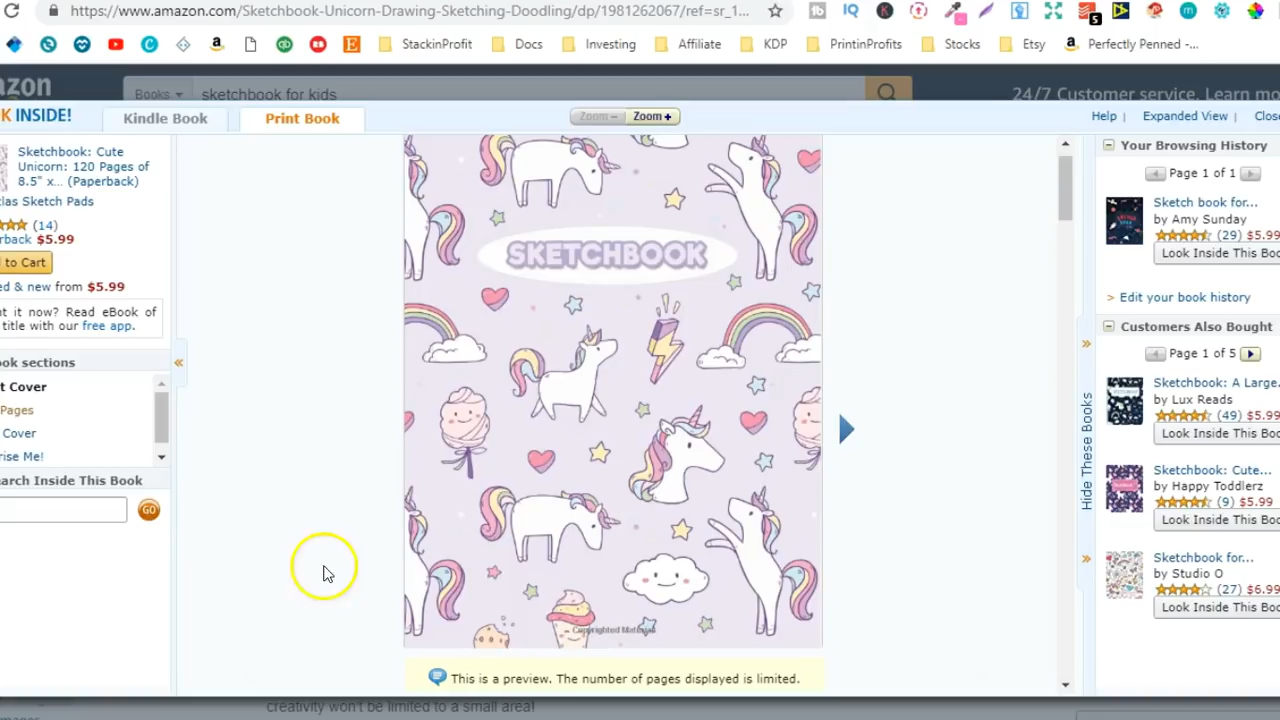 https://www.amazon.com/Sketchbook-Unicorn-Drawing-Sketching-Doodling/dp/1981262067/ref=sr_1...
5
StackinProfit
Docs
Investing
Affiliate
KDP
PrintinProfits
Stocks
Etsy
Perfectly Penned -...
azon
Books
sketchbook for kids
24/7 Customer service. Learn mo
K INSIDE!
Kindle Book
Print Book
Zoom –
Zoom +
Help |
Expanded View |
Close
Sketchbook: Cute
Unicorn: 120 Pages of
8.5" x... (Paperback)
las Sketch Pads
(14)
rback $5.99
to Cart
ed & new from $5.99
nt it now? Read eBook of
title with our free app.
ook sections
t Cover
Pages
Cover
rise Me!
earch Inside This Book
GO
SKETCHBOOK
Copyrighted Material
This is a preview. The number of pages displayed is limited.
creativity won't be limited to a small area!
Hide These Books
Your Browsing History
Page 1 of 1
Sketch book for...
by Amy Sunday
(29) $5.99
Look Inside This Boo
> Edit your book history
Customers Also Bought
Page 1 of 5
Sketchbook: A Large...
by Lux Reads
(49) $5.99
Look Inside This Boo
Sketchbook: Cute...
by Happy Toddlerz
(9) $5.99
Look Inside This Boo
Sketchbook for...
by Studio O
(27) $6.99
Look Inside This Boo